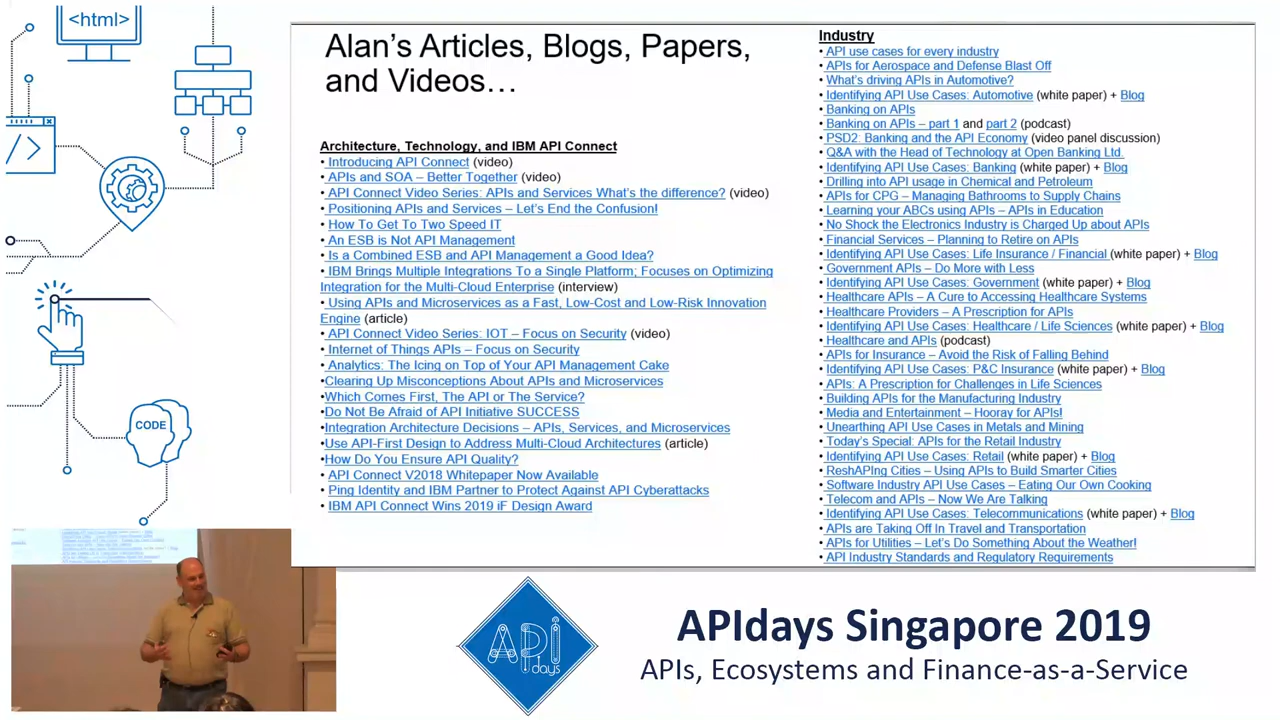 <html>
</>
CODE
Alan's Articles, Blogs, Papers,
and Videos…
Architecture, Technology, and IBM API Connect
• Introducing API Connect (video)
• APIs and SOA – Better Together (video)
• API Connect Video Series: APIs and Services What's the difference? (video)
• Positioning APIs and Services – Let's End the Confusion!
• How To Get To Two Speed IT
• An ESB is Not API Management
• Is a Combined ESB and API Management a Good Idea?
• IBM Brings Multiple Integrations To a Single Platform; Focuses on Optimizing
Integration for the Multi-Cloud Enterprise (interview)
• Using APIs and Microservices as a Fast, Low-Cost and Low-Risk Innovation
Engine (article)
• API Connect Video Series: IOT – Focus on Security (video)
• Internet of Things APIs – Focus on Security
• Analytics: The Icing on Top of Your API Management Cake
•Clearing Up Misconceptions About APIs and Microservices
•Which Comes First, The API or The Service?
•Do Not Be Afraid of API Initiative SUCCESS
•Integration Architecture Decisions – APIs, Services, and Microservices
•Use API-First Design to Address Multi-Cloud Architectures (article)
•How Do You Ensure API Quality?
• API Connect V2018 Whitepaper Now Available
• Ping Identity and IBM Partner to Protect Against API Cyberattacks
• IBM API Connect Wins 2019 iF Design Award
Industry
• API use cases for every industry
• APIs for Aerospace and Defense Blast Off
• What's driving APIs in Automotive?
• Identifying API Use Cases: Automotive (white paper) + Blog
• Banking on APIs
• Banking on APIs – part 1 and part 2 (podcast)
• PSD2: Banking and the API Economy (video panel discussion)
• Q&A with the Head of Technology at Open Banking Ltd.
• Identifying API Use Cases: Banking (white paper) + Blog
• Drilling into API usage in Chemical and Petroleum
• APIs for CPG – Managing Bathrooms to Supply Chains
• Learning your ABCs using APIs – APIs in Education
• No Shock the Electronics Industry is Charged Up about APIs
• Financial Services – Planning to Retire on APIs
• Identifying API Use Cases: Life Insurance / Financial (white paper) + Blog
• Government APIs – Do More with Less
• Identifying API Use Cases: Government (white paper) + Blog
• Healthcare APIs – A Cure to Accessing Healthcare Systems
• Healthcare Providers – A Prescription for APIs
• Identifying API Use Cases: Healthcare / Life Sciences (white paper) + Blog
• Healthcare and APIs (podcast)
• APIs for Insurance – Avoid the Risk of Falling Behind
• Identifying API Use Cases: P&C Insurance (white paper) + Blog
• APIs: A Prescription for Challenges in Life Sciences
• Building APIs for the Manufacturing Industry
• Media and Entertainment – Hooray for APIs!
• Unearthing API Use Cases in Metals and Mining
• Today's Special: APIs for the Retail Industry
• Identifying API Use Cases: Retail (white paper) + Blog
• ReshAPIng Cities – Using APIs to Build Smarter Cities
• Software Industry API Use Cases – Eating Our Own Cooking
• Telecom and APIs – Now We Are Talking
• Identifying API Use Cases: Telecommunications (white paper) + Blog
• APIs are Taking Off In Travel and Transportation
• APIs for Utilities – Let's Do Something About the Weather!
• API Industry Standards and Regulatory Requirements
API
days
APIdays Singapore 2019
APIs, Ecosystems and Finance-as-a-Service